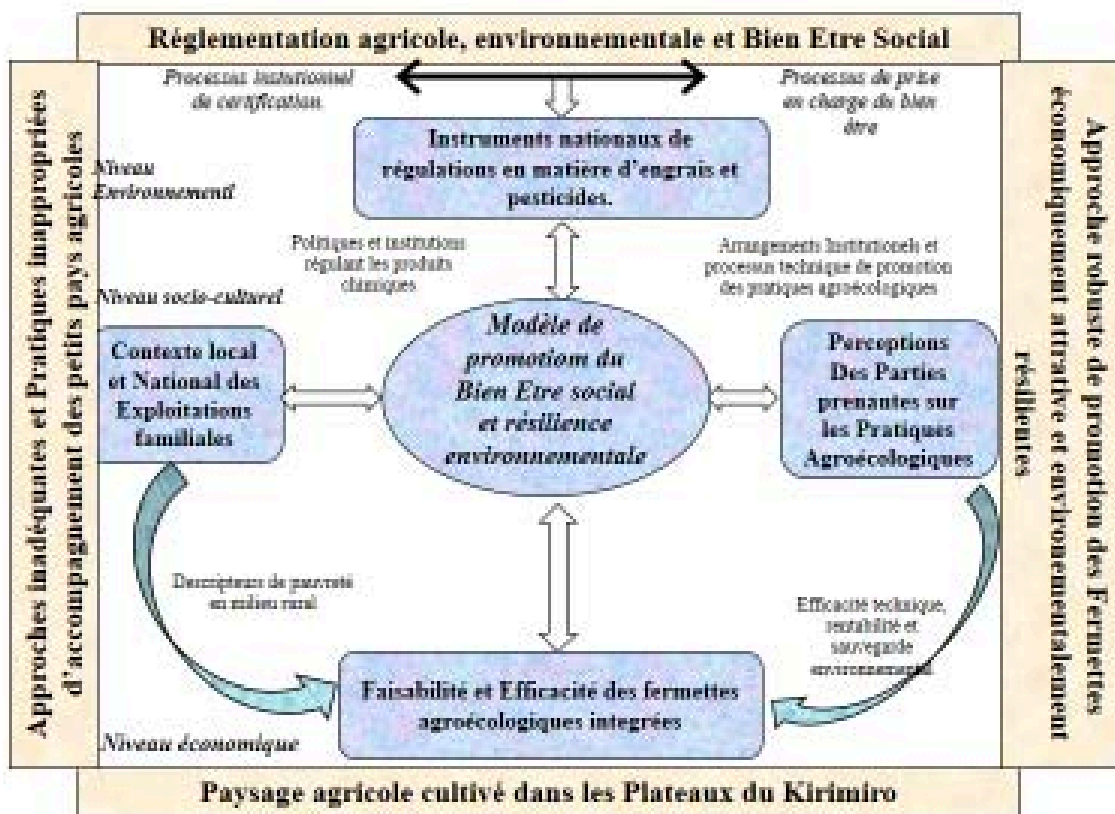 Réglementation agricole, environnementale et Bien Etre Social
Processus instutionnel
de certification.
Processus de prise
en charge du bien
être
Instruments nationaux de
régulations en matière d'engrais et
pesticides.
Niveau
Environnementl
Politiques et institutions
régulant les produits
chimiques
Arrangements Institutionels et
processus technique de promotion
des pratiques agroécologiques
Niveau socio-culturel
Contexte local
et National des
Exploitations
familiales
Modèle de
promotiom du
Bien Etre social
et résilience
environnementale
Perceptions
Des Parties
prenantes sur
les Pratiques
Agroécologiques
Descripteurs de pauvreté
en milieu rural
Efficacité technique,
rentabilité et
sauvegarde
environnementale
Faisabilité et Efficacité des fermettes
agroécologiques integrées
Niveau économique
Paysage agricole cultivé dans les Plateaux du Kirimiro
Approches inadéquates et Pratiques inappropriées
d'accompagnement des petits pays agricoles
Approche robuste de promotion des Fermettes
économiquement attrative et environementalement
résilientes